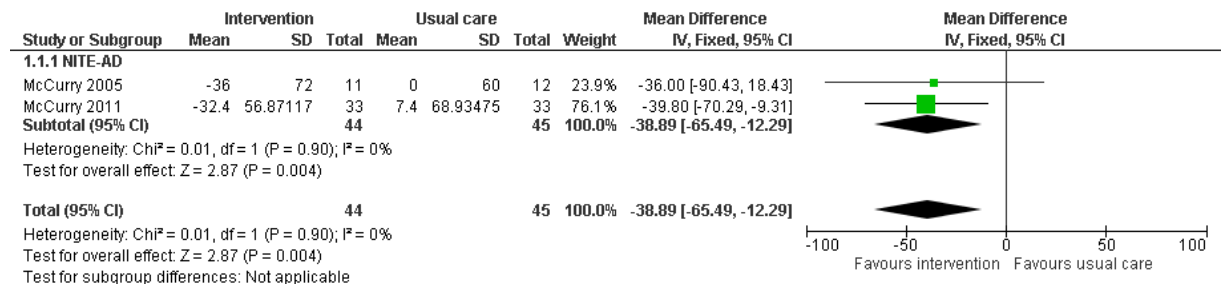 Intervention Usual care Mean Difference Mean Difference
Study or Subgroup Mean SD Total Mean SD Total Weight IV, Fixed, 95% CI IV, Fixed, 95% CI
1.1.1 NITE-AD
McCurry 2005 -36 72 11 0 60 12 23.9% -36.00 [-90.43, 18.43]
McCurry 2011 -32.4 56.87117 33 7.4 68.93475 33 76.1% -39.80 [-70.29, -9.31]
Subtotal (95% CI) 44 45 100.0% -38.89 [-65.49, -12.29]
Heterogeneity: Chi² = 0.01, df = 1 (P = 0.90); I² = 0%
Test for overall effect: Z = 2.87 (P = 0.004)
Total (95% CI) 44 45 100.0% -38.89 [-65.49, -12.29]
Heterogeneity: Chi² = 0.01, df = 1 (P = 0.90); I² = 0%
Test for overall effect: Z = 2.87 (P = 0.004)
Test for subgroup differences: Not applicable
-100 -50 0 50 100
Favours intervention Favours usual care